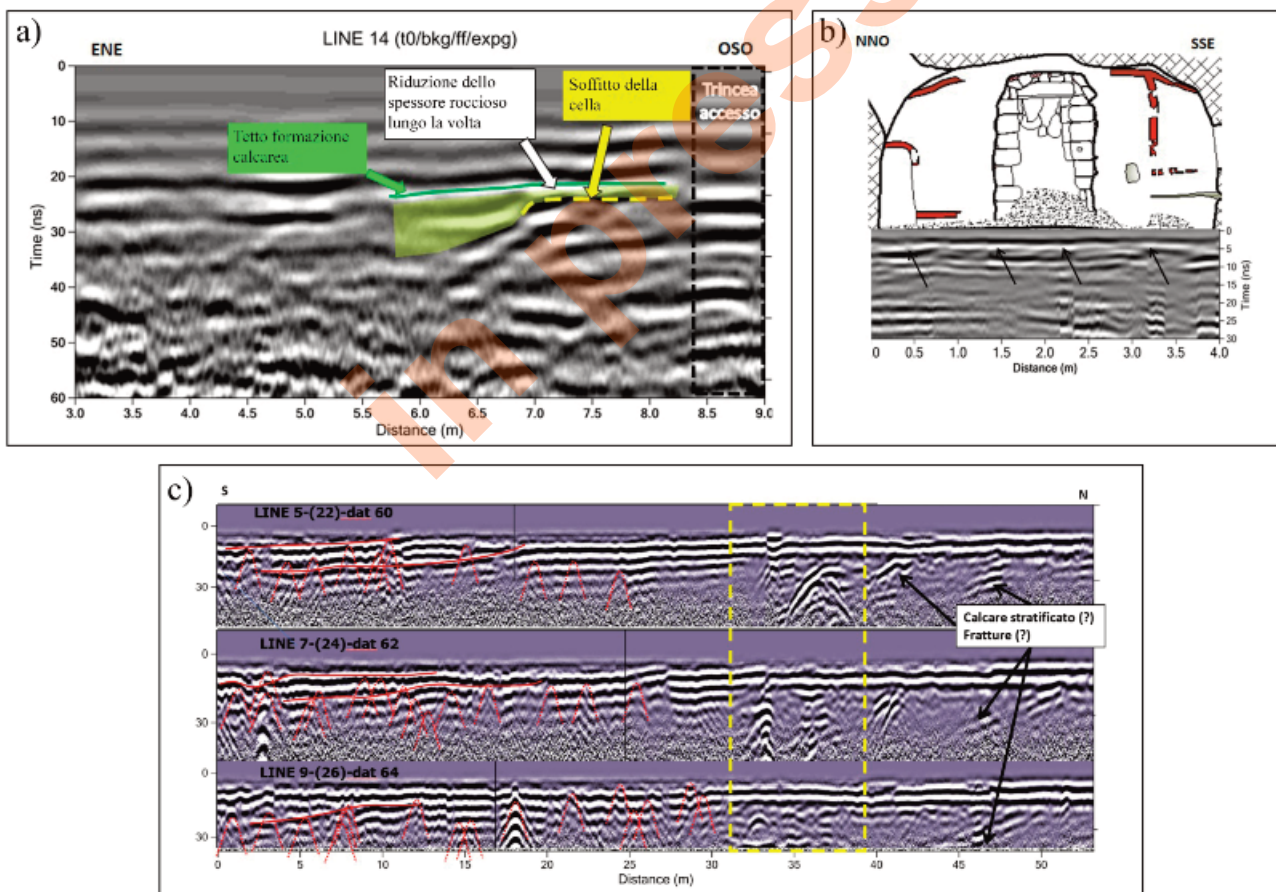 a)
ENE
LINE 14 (t0/bkg/ff/expg)
OSO
Riduzione dello
spessore roccioso
lungo la volta
Soffitto della
cella
Trincea
accesso
Tetto formazione
calcarea
Time (ns)
0
10
20
30
40
50
60
3.0 3.5 4.0 4.5 5.0 5.5 6.0 6.5 7.0 7.5 8.0 8.5 9.0
Distance (m)
b)
NNO
SSE
0
5
10
15
20
25
30
Time (ns)
0 0.5 1.0 1.5 2.0 2.5 3.0 3.5 4.0
Distance (m)
in press
c)
S
N
LINE 5-(22)-dat 60
0
30
Calcare stratificato (?)
Fratture (?)
LINE 7-(24)-dat 62
0
30
Time (ns)
LINE 9-(26)-dat 64
0
30
0 5 10 15 20 25 30 35 40 45 50
Distance (m)